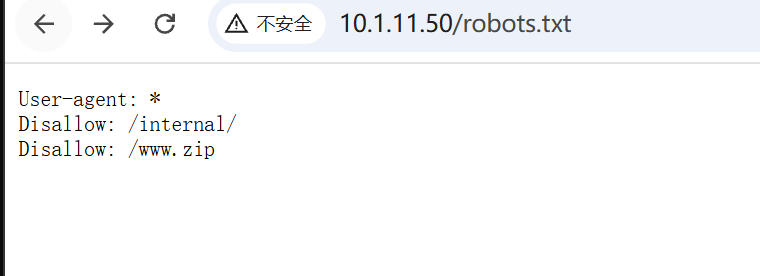 不安全 10.1.11.50/robots.txt
User-agent: *
Disallow: /internal/
Disallow: /www.zip